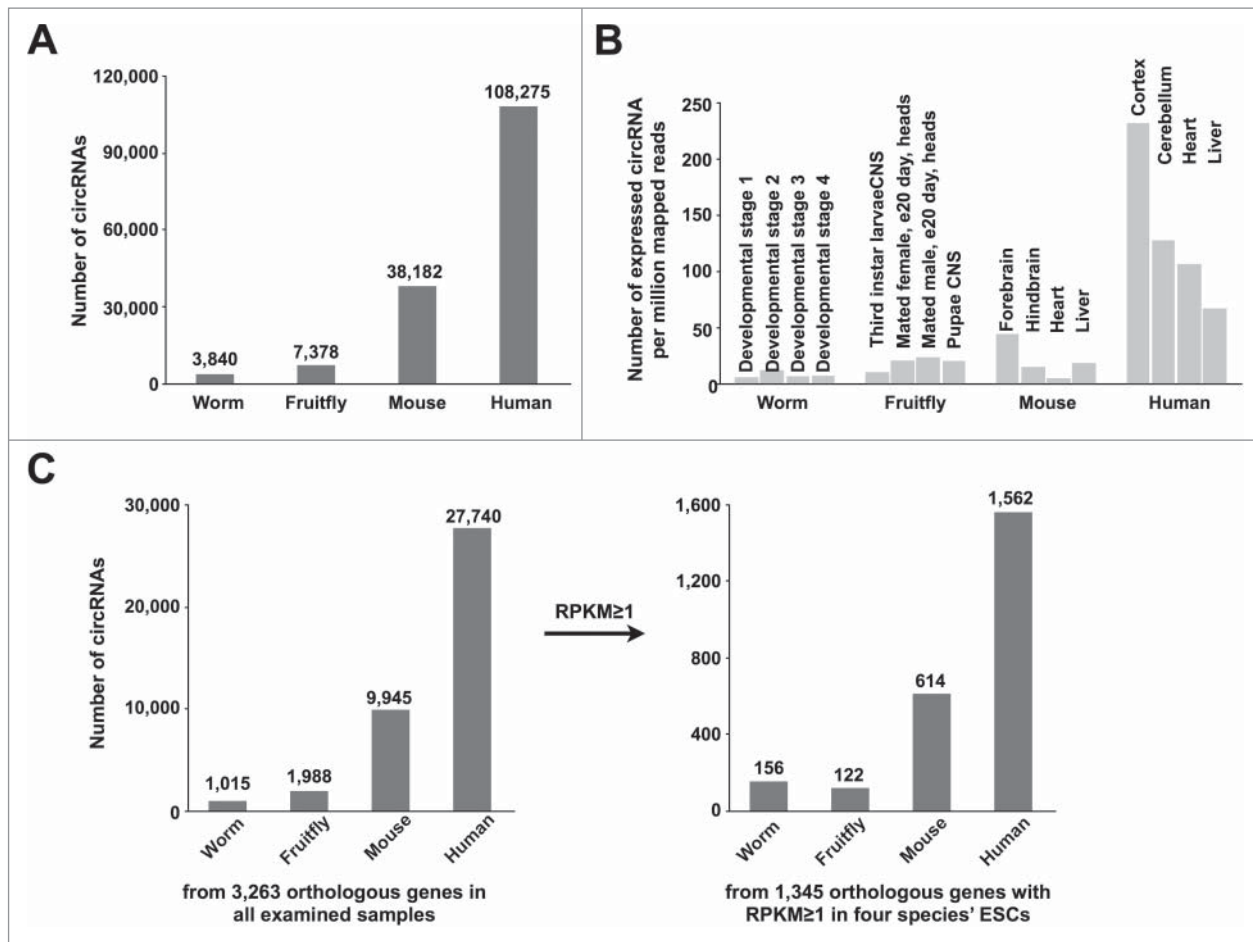 A
Number of circRNAs
120,000
90,000
60,000
30,000
0
3,840
7,378
38,182
108,275
Worm
Fruitfly
Mouse
Human
B
Number of expressed circRNA
per million mapped reads
250
200
150
100
50
0
Developmental stage 1
Developmental stage 2
Developmental stage 3
Developmental stage 4
Third instar larvaeCNS
Mated female, e20 day, heads
Mated male, e20 day, heads
Pupae CNS
Forebrain
Hindbrain
Heart
Liver
Cortex
Cerebellum
Heart
Liver
Worm
Fruitfly
Mouse
Human
C
Number of circRNAs
30,000
20,000
10,000
0
1,015
1,988
9,945
27,740
Worm
Fruitfly
Mouse
Human
from 3,263 orthologous genes in
all examined samples
RPKM≥1
1,600
1,200
800
400
0
156
122
614
1,562
Worm
Fruitfly
Mouse
Human
from 1,345 orthologous genes with
RPKM≥1 in four species' ESCs